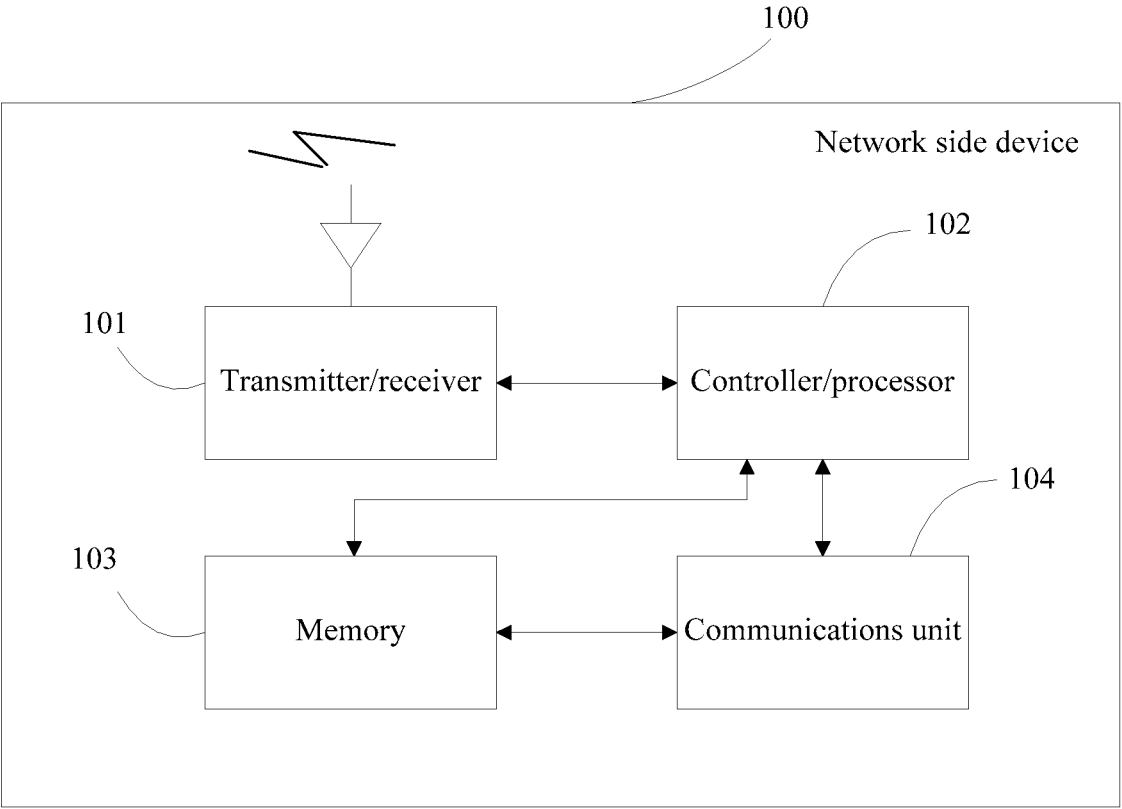 100
Network side device
102
101
Transmitter/receiver
Controller/processor
104
103
Memory
Communications unit